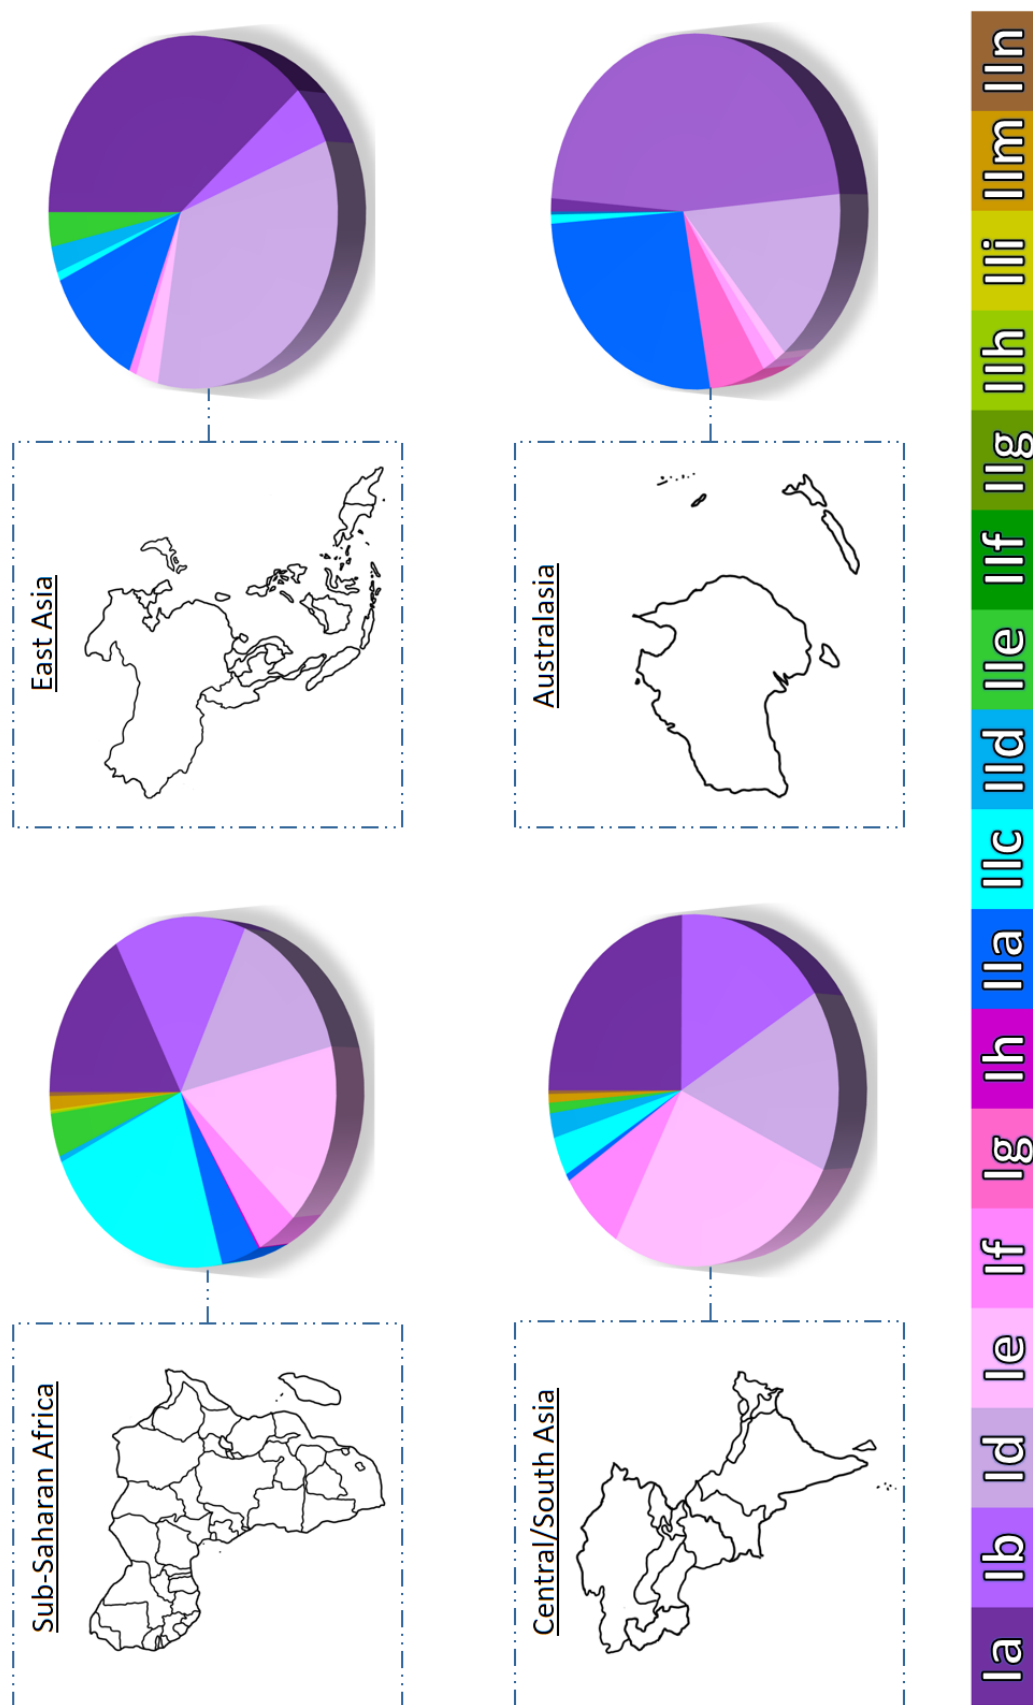 Sub-Saharan Africa
East Asia
Central/South Asia
Australasia
Ia Ib Id Ie If Ig Ih IIa IIc IId IIe IIf IIg IIh IIi IIm IIn